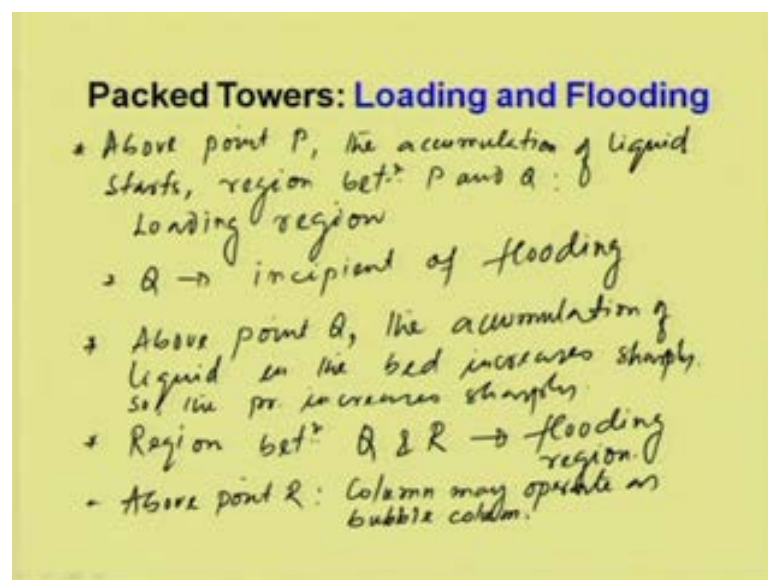 Packed Towers: Loading and Flooding
* Above point P, the accumulation of liquid
starts, region betⁿ P and Q :
Loading region
* Q → incipient of flooding
* Above point Q, the accumulation of
liquid in the bed increases sharply.
so the pr. increases sharply.
* Region betⁿ Q & R → flooding
region.
- Above point R : Column may operate as
bubble column.